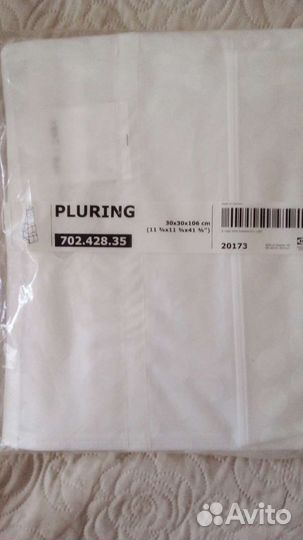 PLURING
30x30x106 cm
(11 ¾x11 ¾x41 ¾")
702.428.35
20173
Avito